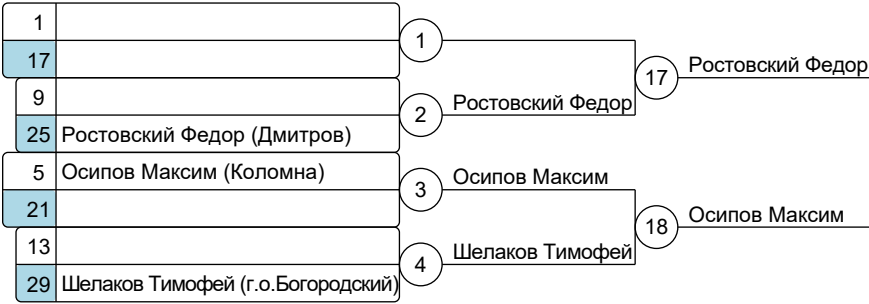 1
1
17
17
Ростовский Федор
9
2
Ростовский Федор
25
Ростовский Федор (Дмитров)
5
Осипов Максим (Коломна)
3
Осипов Максим
21
18
Осипов Максим
13
4
Шелаков Тимофей
29
Шелаков Тимофей (г.о.Богородский)